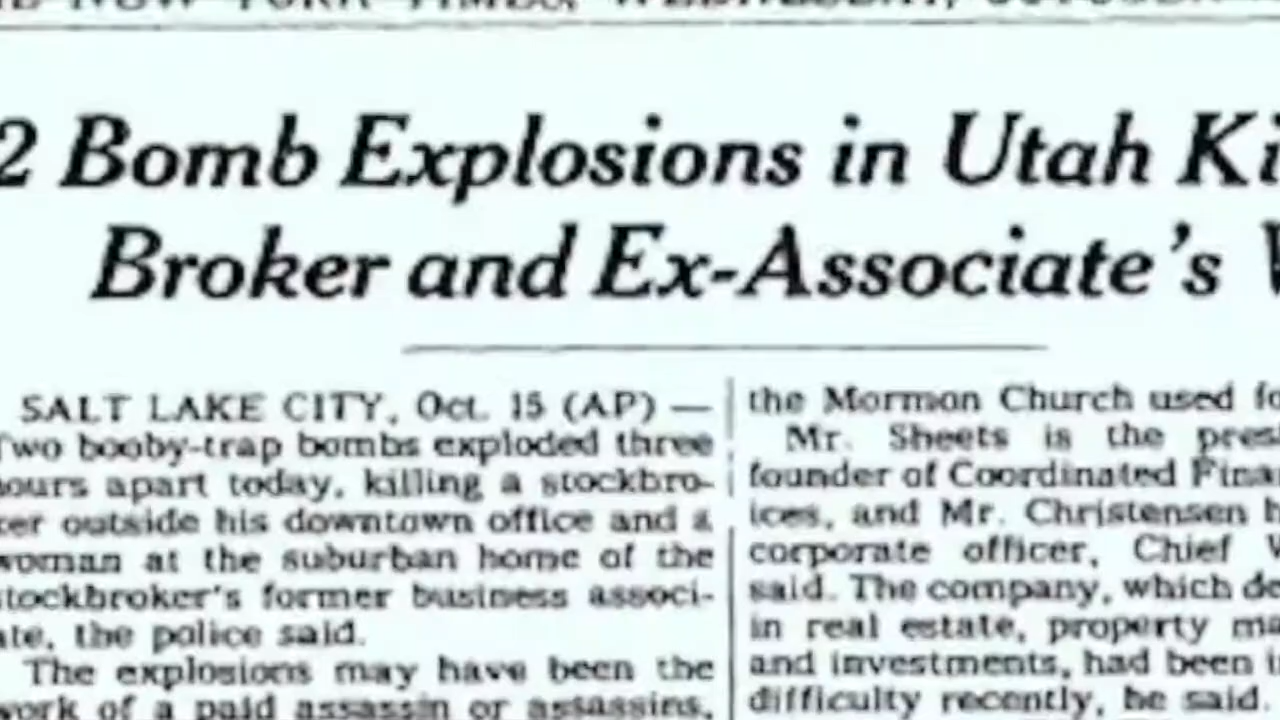 2 Bomb Explosions in Utah
Broker and Ex-Associate's
SALT LAKE CITY, Oct. 15 (AP) —
Two booby-trap bombs exploded three
ours apart today, killing a stockbro-
ker outside his downtown office and a
woman at the suburban home of the
stockbroker's former business associ-
ate, the police said.
The explosions may have been the
work of a paid assassin or assassins,
the Mormon Church used
Mr. Sheets is the
founder of Coordinated
ices, and Mr. Christensen
corporate officer, Chief
said. The company, which
in real estate, property
and investments, had been
difficulty recently, he said.